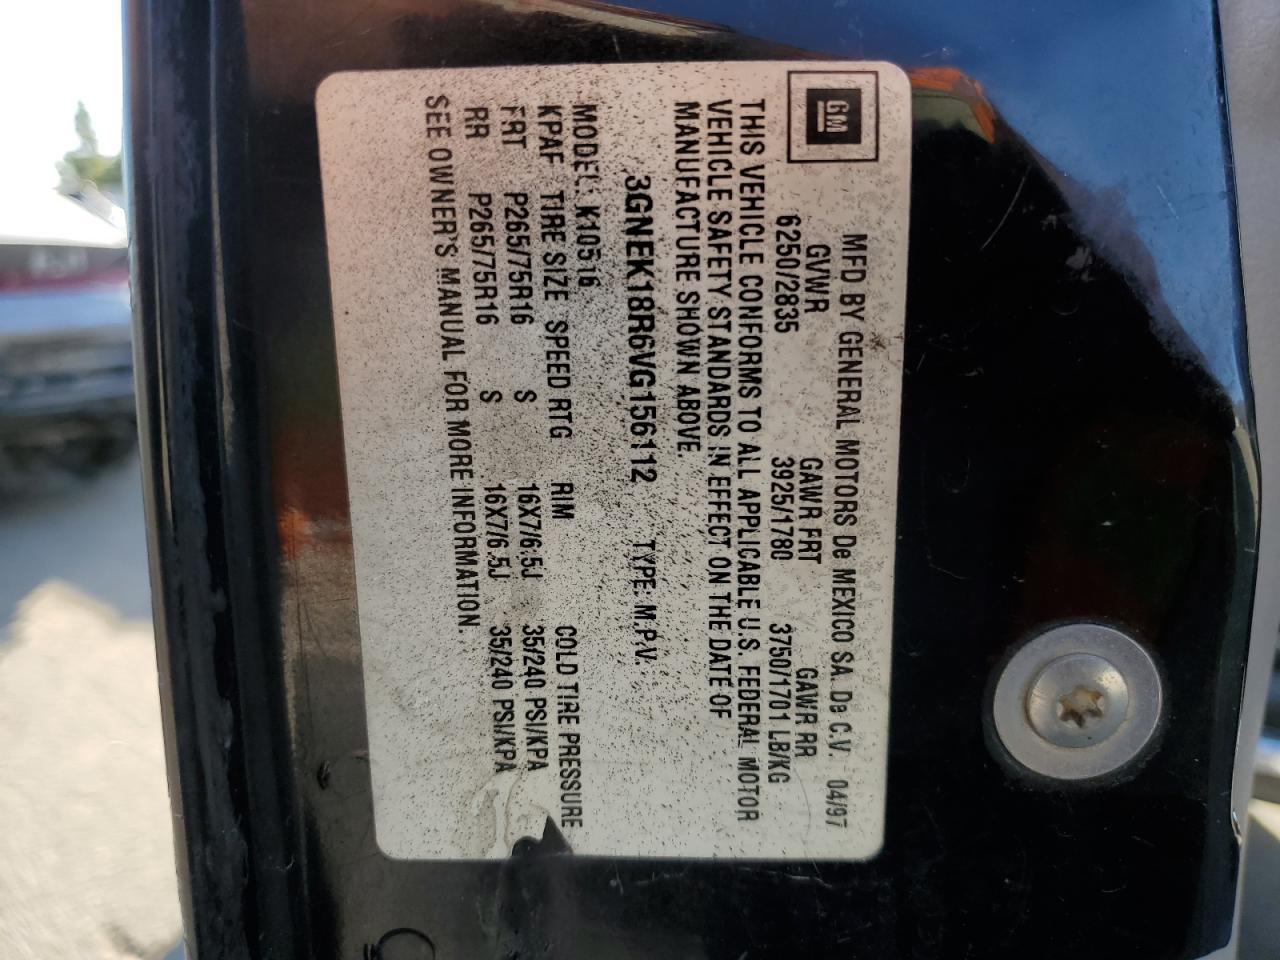 GM
MFD BY GENERAL MOTORS De MEXICO SA. De C.V. 04/97
GVWR GAWR FRT GAWR RR
6250/2835 3925/1780 3750/1701 LB/KG
THIS VEHICLE CONFORMS TO ALL APPLICABLE U.S. FEDERAL MOTOR
VEHICLE SAFETY STANDARDS IN EFFECT ON THE DATE OF
MANUFACTURE SHOWN ABOVE.
3GNEK18R6VG156112 TYPE: M.P.V.
MODEL: K10516
KPAF TIRE SIZE SPEED RTG RIM COLD TIRE PRESSURE
FRT P265/75R16 S 16X7/6.5J 35/240 PSI/KPA
RR P265/75R16 S 16X7/6.5J 35/240 PSI/KPA
SEE OWNER'S MANUAL FOR MORE INFORMATION.